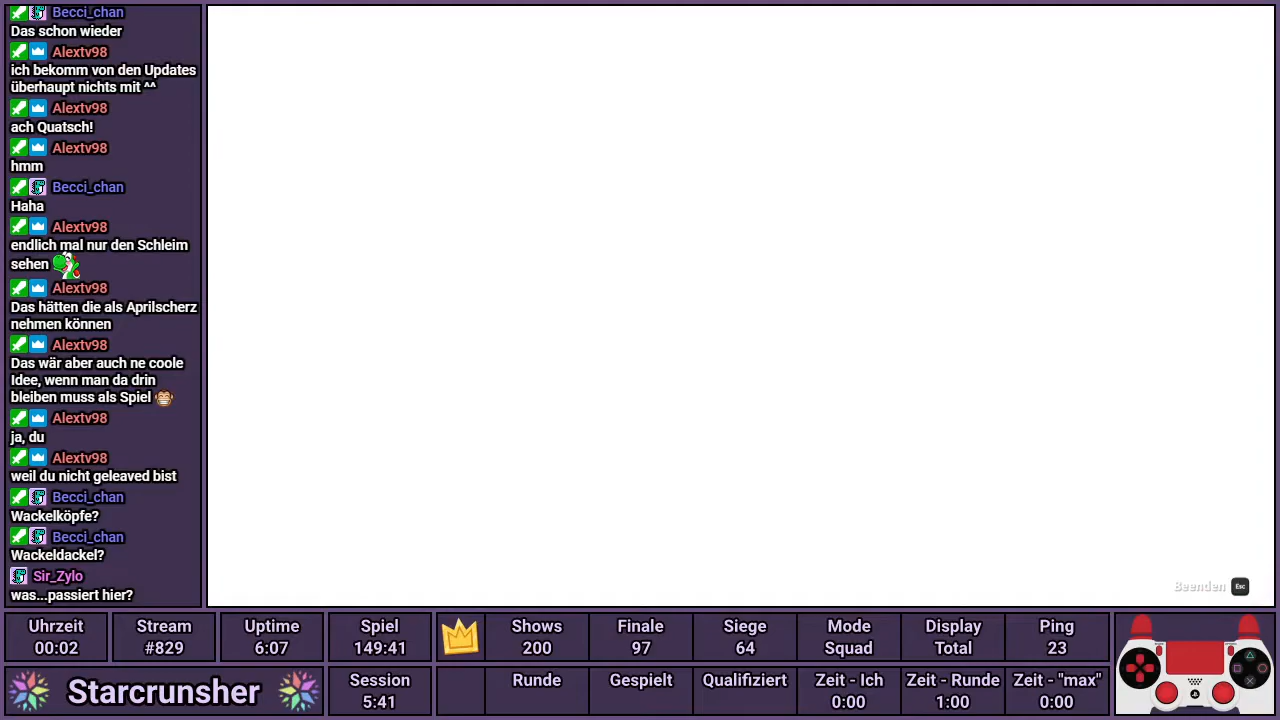 Becci_chan
Das schon wieder
Alextv98
ich bekomm von den Updates
überhaupt nichts mit ^^
Alextv98
ach Quatsch!
Alextv98
hmm
Becci_chan
Haha
Alextv98
endlich mal nur den Schleim
sehen
Alextv98
Das hätten die als Aprilscherz
nehmen können
Alextv98
Das wär aber auch ne coole
Idee, wenn man da drin
bleiben muss als Spiel
Alextv98
ja, du
Alextv98
weil du nicht geleaved bist
Becci_chan
Wackelköpfe?
Becci_chan
Wackeldackel?
Sir_Zylo
was...passiert hier?
Beenden Esc
Uhrzeit Stream Uptime Spiel Shows Finale Siege Mode Display Ping
00:02 #829 6:07 149:41 200 97 64 Squad Total 23
Starcrunsher Session Runde Gespielt Qualifiziert Zeit - Ich Zeit - Runde Zeit - "max"
5:41 0:00 1:00 0:00